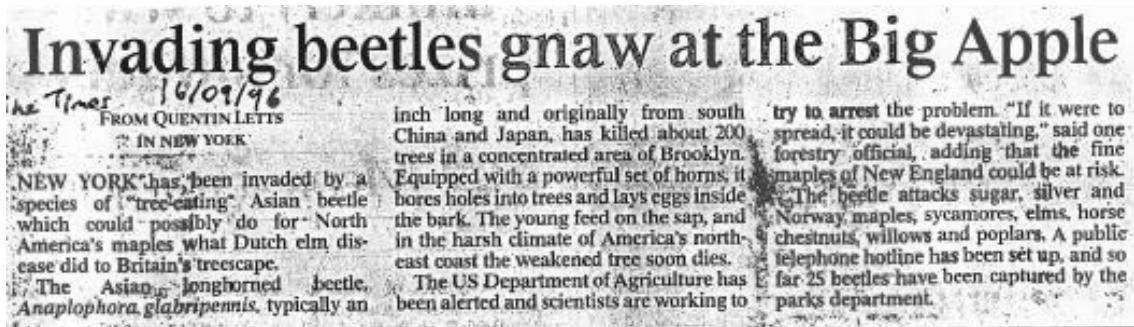 Invading beetles gnaw at the Big Apple
The Times 16/09/96
FROM QUENTIN LETTS
IN NEW YORK
NEW YORK has been invaded by a
species of "tree-eating" Asian beetle
which could possibly do for North
America's maples what Dutch elm dis-
ease did to Britain's treescape.
The Asian longhorned beetle,
Anaplophora glabripennis, typically an
inch long and originally from south
China and Japan, has killed about 200
trees in a concentrated area of Brooklyn.
Equipped with a powerful set of horns, it
bores holes into trees and lays eggs inside
the bark. The young feed on the sap, and
in the harsh climate of America's north-
east coast the weakened tree soon dies.
The US Department of Agriculture has
been alerted and scientists are working to
try to arrest the problem. "If it were to
spread, it could be devastating," said one
forestry official, adding that the fine
maples of New England could be at risk.
The beetle attacks sugar, silver and
Norway maples, sycamores, elms, horse
chestnuts, willows and poplars. A public
telephone hotline has been set up, and so
far 25 beetles have been captured by the
parks department.